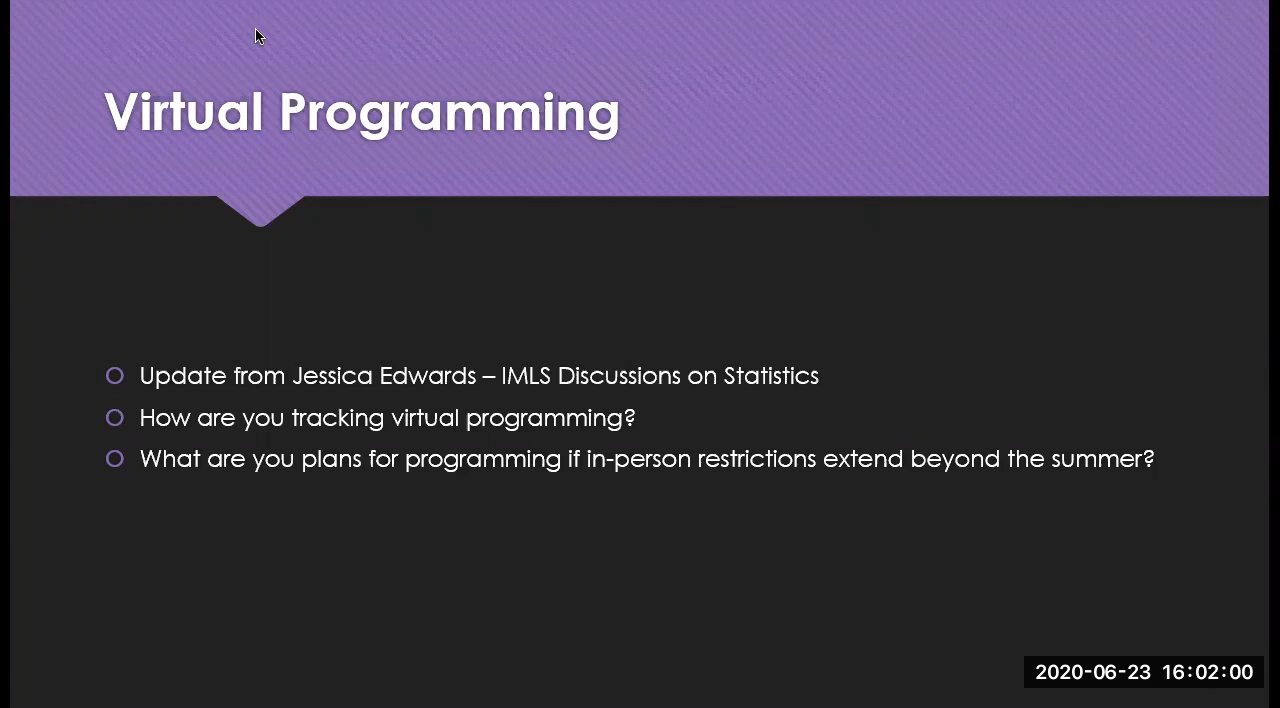 Virtual Programming
Update from Jessica Edwards – IMLS Discussions on Statistics
How are you tracking virtual programming?
What are you plans for programming if in-person restrictions extend beyond the summer?
2020-06-23 16:02:00